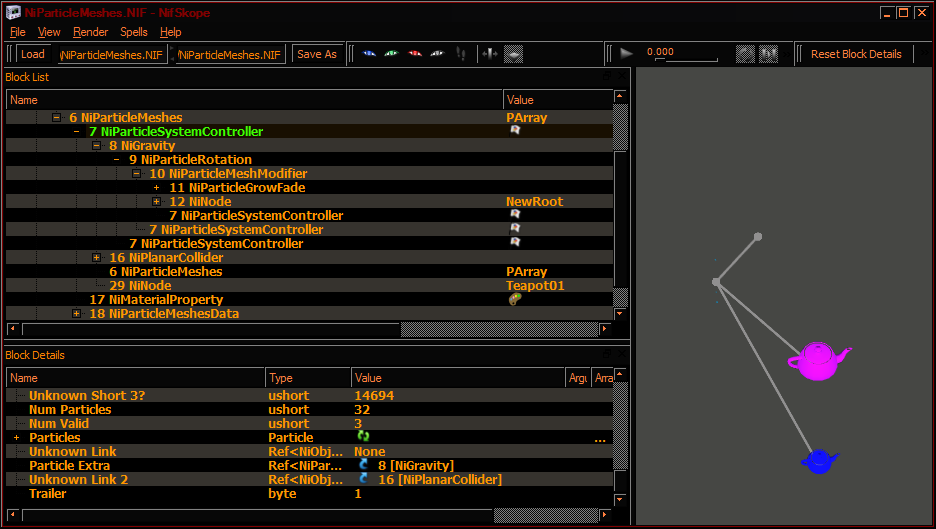 NiParticleMeshes.NIF - NifSkope
File View Render Spells Help
Load NiParticleMeshes.NIF NiParticleMeshes.NIF Save As 0.000 Reset Block Details
Block List
Name Value
6 NiParticleMeshes PArray
7 NiParticleSystemController
8 NiGravity
9 NiParticleRotation
10 NiParticleMeshModifier
11 NiParticleGrowFade
12 NiNode NewRoot
7 NiParticleSystemController
7 NiParticleSystemController
7 NiParticleSystemController
16 NiPlanarCollider
6 NiParticleMeshes PArray
29 NiNode Teapot01
17 NiMaterialProperty
18 NiParticleMeshesData
Block Details
Name Type Value Argu Arra
Unknown Short 3? ushort 14694
Num Particles ushort 32
Num Valid ushort 3
Particles Particle ...
Unknown Link Ref<NiObj... None
Particle Extra Ref<NiPar... 8 [NiGravity]
Unknown Link 2 Ref<NiObj... 16 [NiPlanarCollider]
Trailer byte 1